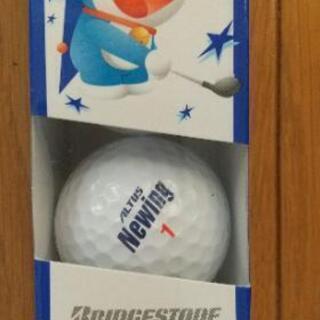 ALTUS
Newing
1
BRIDGESTONE